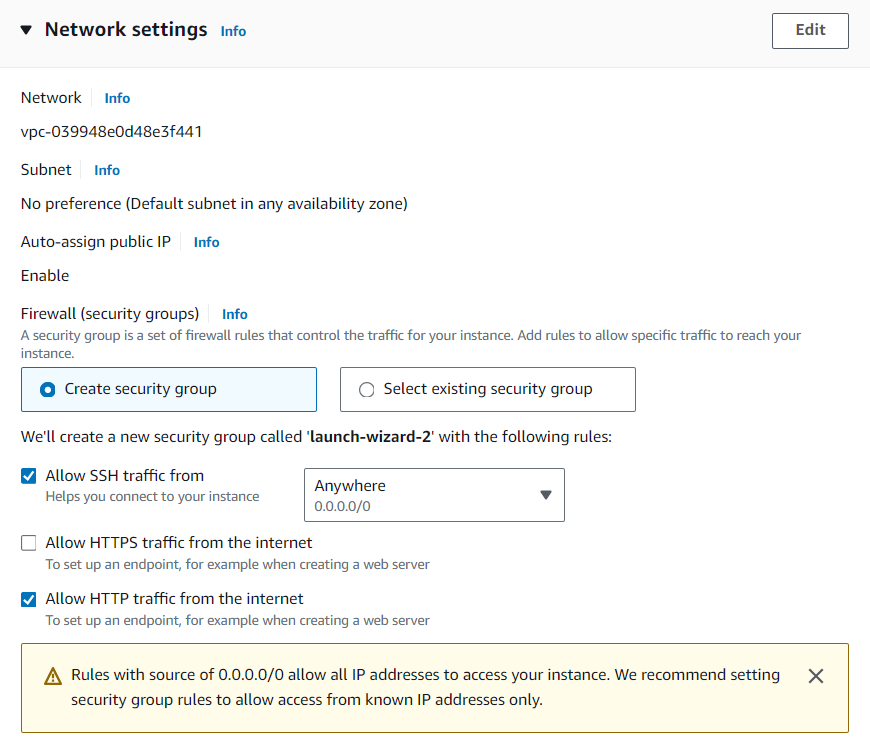 Network settings Info
Edit
Network Info
vpc-039948e0d48e3f441
Subnet Info
No preference (Default subnet in any availability zone)
Auto-assign public IP Info
Enable
Firewall (security groups) Info
A security group is a set of firewall rules that control the traffic for your instance. Add rules to allow specific traffic to reach your
instance.
Create security group
Select existing security group
We'll create a new security group called 'launch-wizard-2' with the following rules:
Allow SSH traffic from
Helps you connect to your instance
Anywhere
0.0.0.0/0
Allow HTTPS traffic from the internet
To set up an endpoint, for example when creating a web server
Allow HTTP traffic from the internet
To set up an endpoint, for example when creating a web server
Rules with source of 0.0.0.0/0 allow all IP addresses to access your instance. We recommend setting
security group rules to allow access from known IP addresses only.